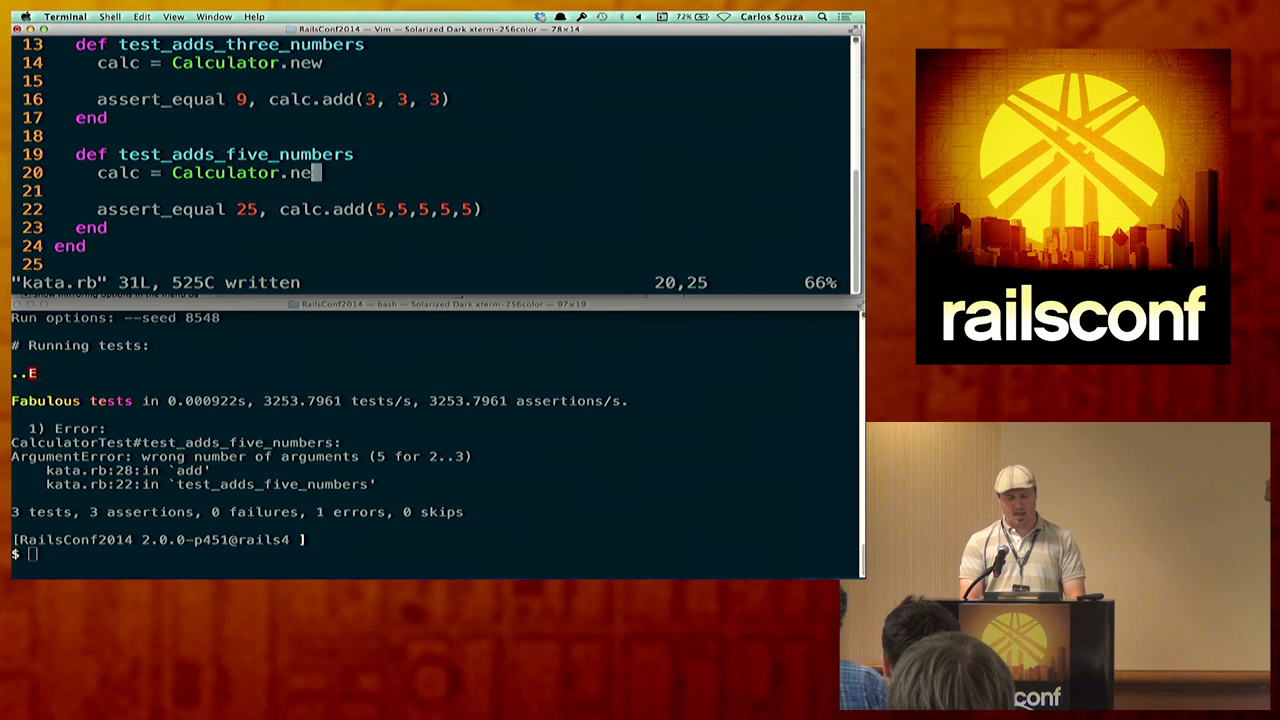 Terminal Shell Edit View Window Help 72% Carlos Souza
RailsConf2014 — Vim — Solarized Dark xterm-256color — 78×14
13 def test_adds_three_numbers
14 calc = Calculator.new
15
16 assert_equal 9, calc.add(3, 3, 3)
17 end
18
19 def test_adds_five_numbers
20 calc = Calculator.ne
21
22 assert_equal 25, calc.add(5,5,5,5,5)
23 end
24 end
25
"kata.rb" 31L, 525C written 20,25 66%
RailsConf2014 — bash — Solarized Dark xterm-256color — 97×19
Run options: --seed 8548
# Running tests:
..E
Fabulous tests in 0.000922s, 3253.7961 tests/s, 3253.7961 assertions/s.
1) Error:
CalculatorTest#test_adds_five_numbers:
ArgumentError: wrong number of arguments (5 for 2..3)
kata.rb:28:in `add'
kata.rb:22:in `test_adds_five_numbers'
3 tests, 3 assertions, 0 failures, 1 errors, 0 skips
[RailsConf2014 2.0.0-p451@rails4 ]
$
railsconf
conf